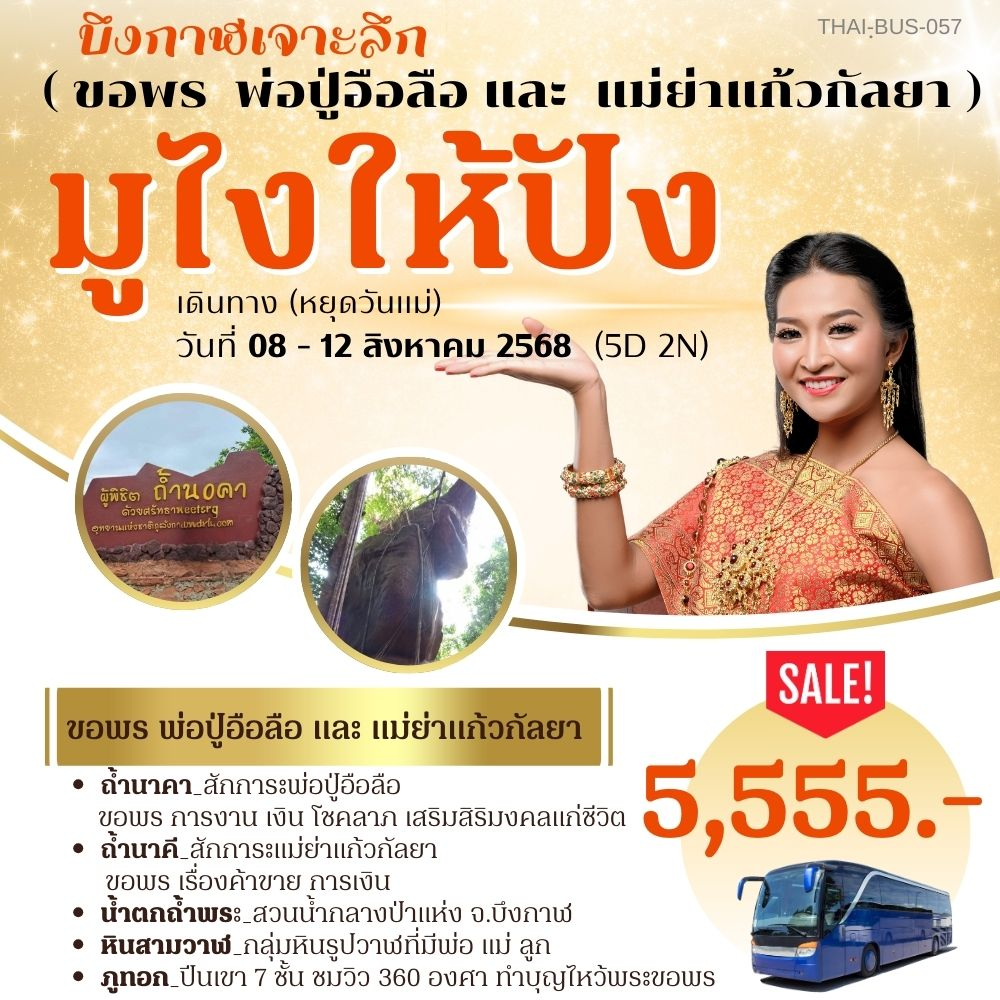 บึงกาฬเจาะลึก
THAI-BUS-057
( ขอพร พ่อปู่อือลือ และ แม่ย่าแก้วกัลยา )
มูไงให้ปัง
เดินทาง (หยุดวันแม่)
วันที่ 08 - 12 สิงหาคม 2568 (5D 2N)
ผู้พิชิต ถ้ำนาคา
SALE!
5,555.-
ขอพร พ่อปู่อือลือ และ แม่ย่าแก้วกัลยา
• ถ้ำนาคา_สักการะพ่อปู่อือลือ
ขอพร การงาน เงิน โชคลาภ เสริมสิริมงคลแก่ชีวิต
• ถ้ำนาคี_สักการะแม่ย่าแก้วกัลยา
ขอพร เรื่องค้าขาย การเงิน
• น้ำตกถ้ำพระ_สวนน้ำกลางป่าแห่ง จ.บึงกาฬ
• หินสามวาฬ_กลุ่มหินรูปวาฬที่มีพ่อ แม่ ลูก
• ภูทอก_ปีนเขา 7 ชั้น ชมวิว 360 องศา ทำบุญไหว้พระขอพร